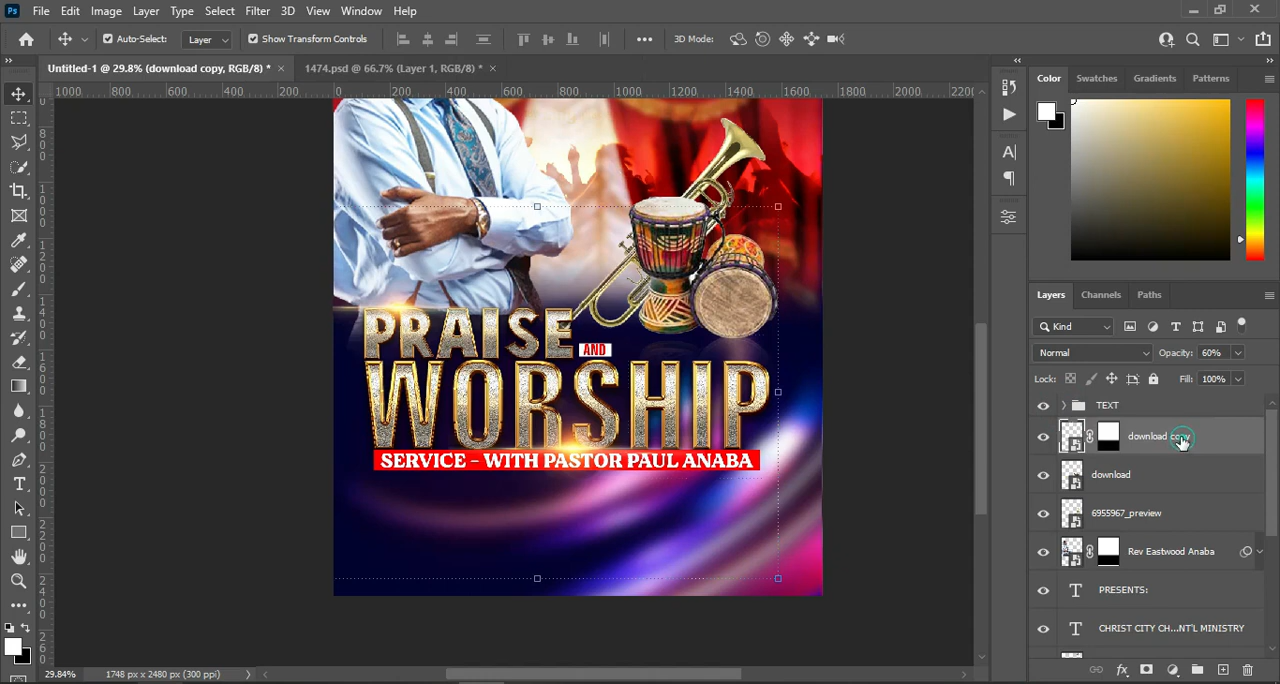 Ps File Edit Image Layer Type Select Filter 3D View Window Help
Auto-Select: Layer Show Transform Controls 3D Mode:
Untitled-1 @ 29.8% (download copy, RGB/8) * × 1474.psd @ 66.7% (Layer 1, RGB/8) * ×
1000 800 600 400 200 0 200 400 600 800 1000 1200 1400 1600 1800 2000 220
Color Swatches Gradients Patterns
PRAISE
AND
WORSHIP
SERVICE - WITH PASTOR PAUL ANABA
Layers Channels Paths
Kind
Normal Opacity: 60%
Lock: Fill: 100%
TEXT
download copy
download
6955967_preview
Rev Eastwood Anaba
PRESENTS:
CHRIST CITY CH...NT'L MINISTRY
29.84% 1748 px x 2480 px (300 ppi)